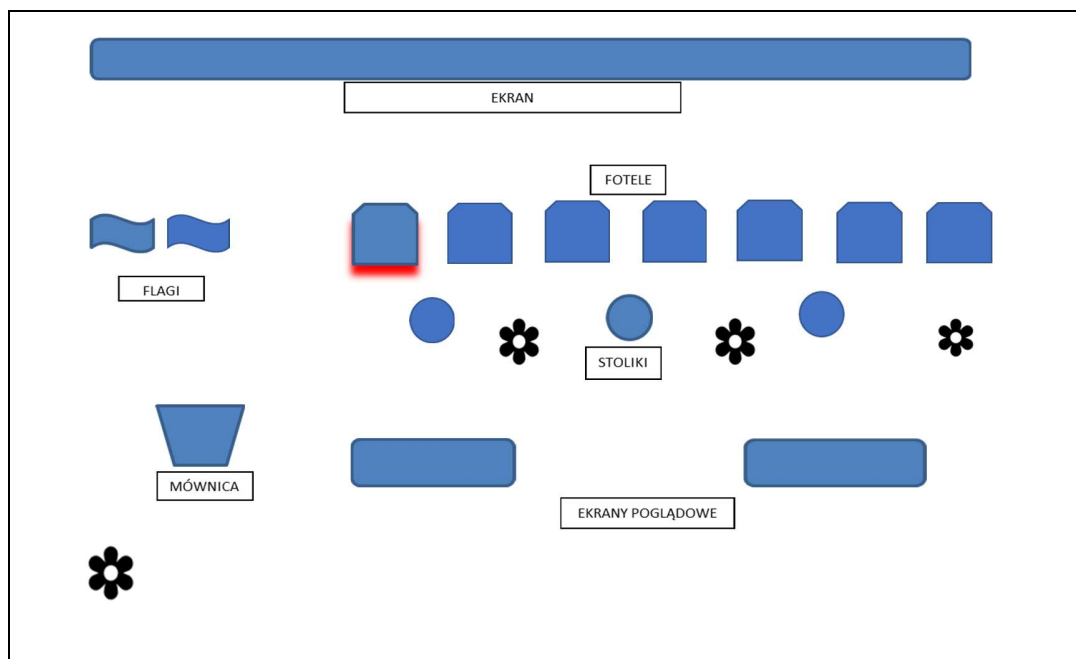 EKRAN
FOTELE
FLAGI
STOLIKI
MÓWNICA
EKRANY POGLĄDOWE